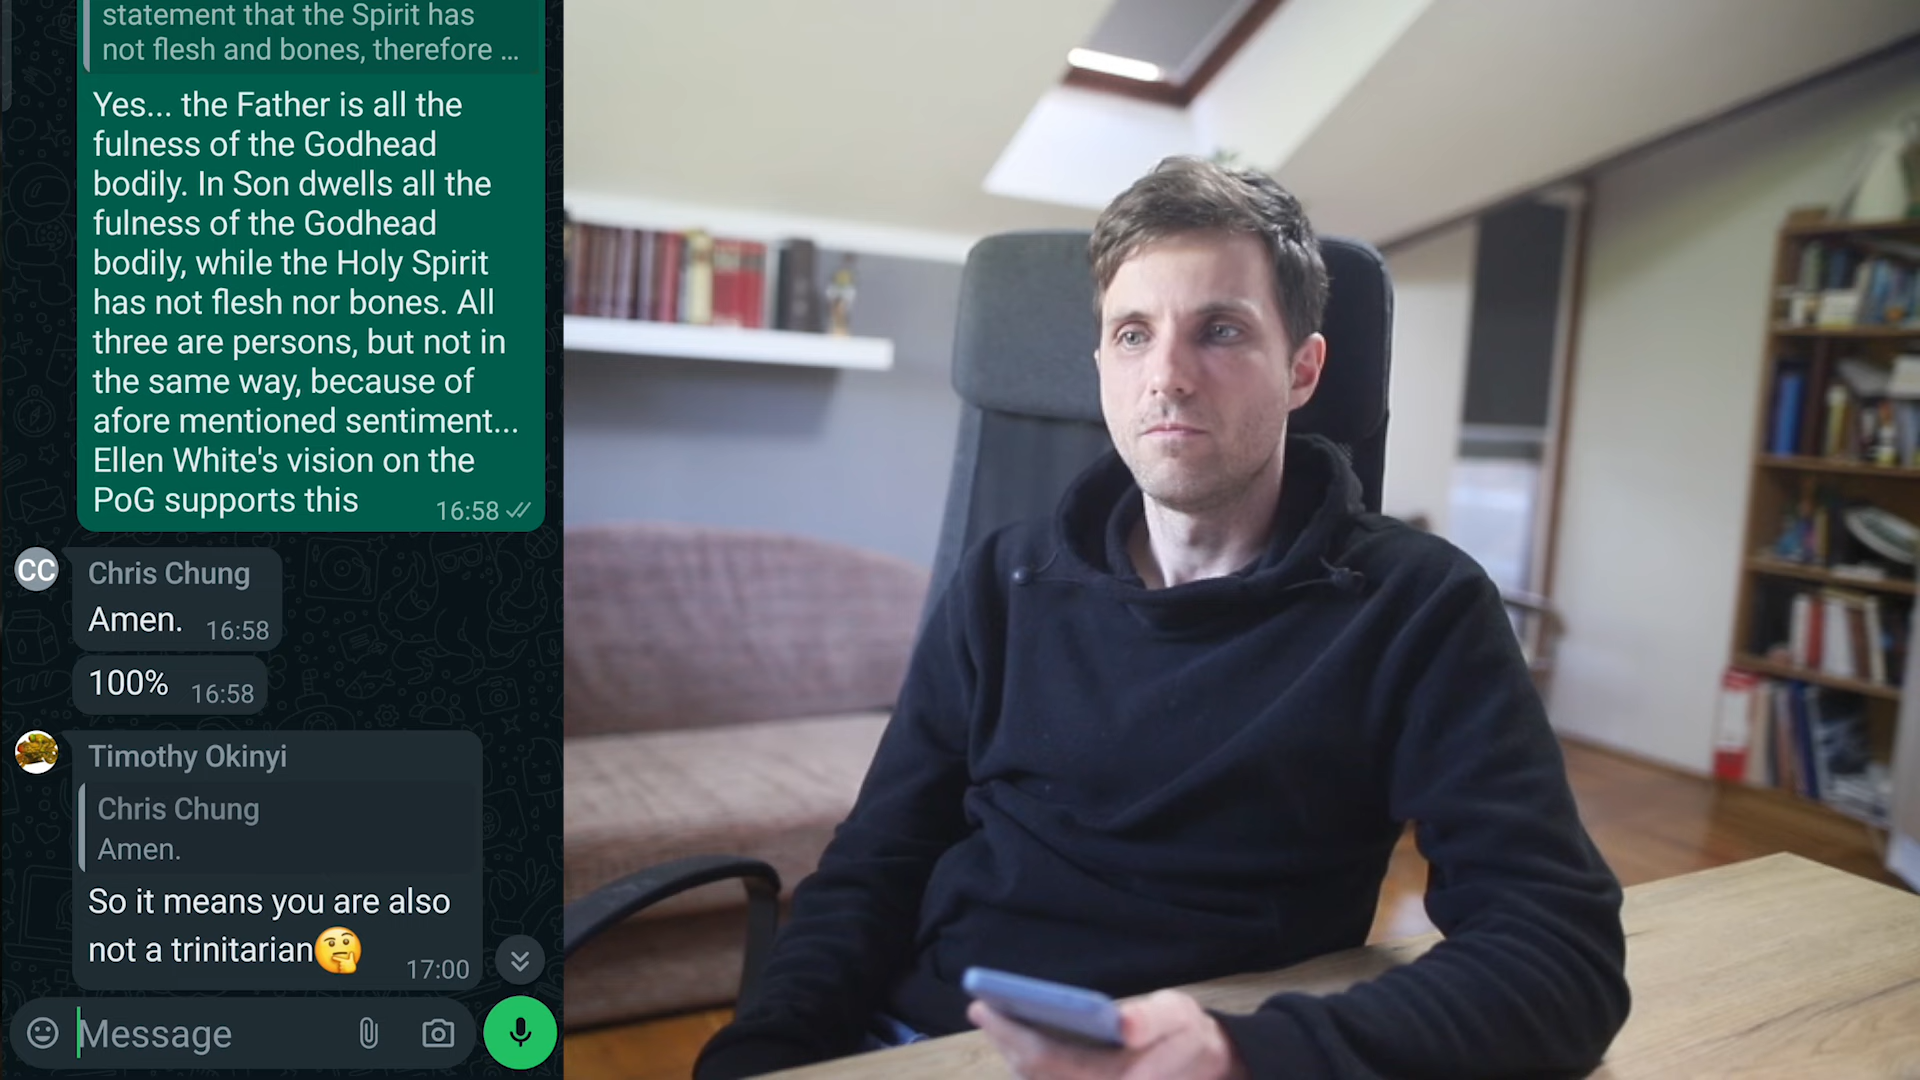 statement that the Spirit has
not flesh and bones, therefore ...
Yes... the Father is all the
fulness of the Godhead
bodily. In Son dwells all the
fulness of the Godhead
bodily, while the Holy Spirit
has not flesh nor bones. All
three are persons, but not in
the same way, because of
afore mentioned sentiment...
Ellen White's vision on the
PoG supports this
16:58
CC
Chris Chung
Amen. 16:58
100% 16:58
Timothy Okinyi
Chris Chung
Amen.
So it means you are also
not a trinitarian🤔
17:00
Message